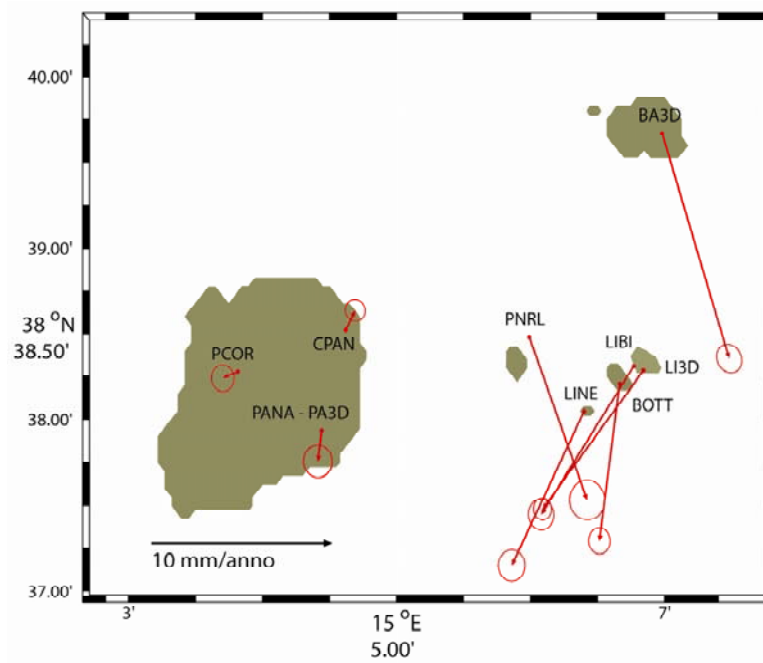 40.00'
BA3D
39.00'
38 °N
38.50'
PNRL
LIBI
CPAN
PCOR
LI3D
LINE
BOTT
PANA - PA3D
38.00'
10 mm/anno
37.00'
3'
15 °E
7'
5.00'